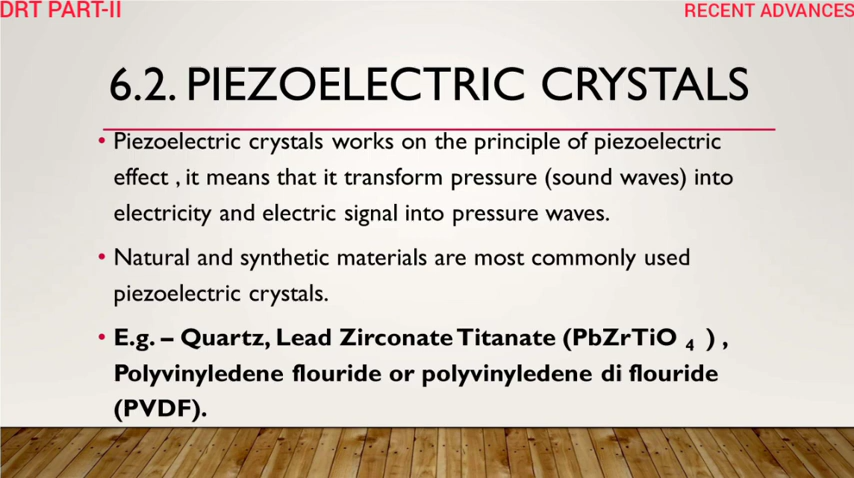 DRT PART-II
RECENT ADVANCES
6.2. PIEZOELECTRIC CRYSTALS
• Piezoelectric crystals works on the principle of piezoelectric
effect , it means that it transform pressure (sound waves) into
electricity and electric signal into pressure waves.
• Natural and synthetic materials are most commonly used
piezoelectric crystals.
• E.g. – Quartz, Lead Zirconate Titanate (PbZrTiO 4 ) ,
Polyvinyledene flouride or polyvinyledene di flouride
(PVDF).